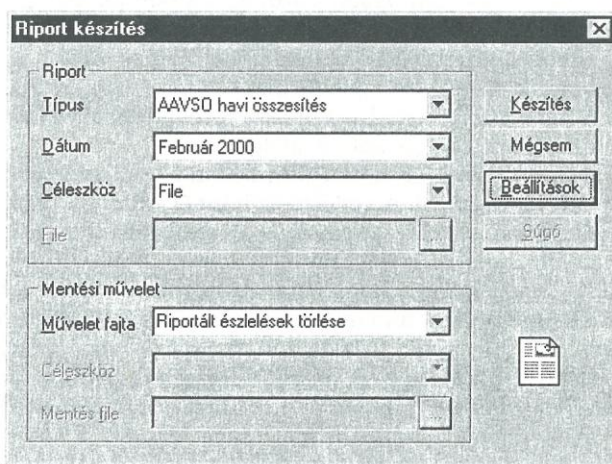 Riport készítés
Riport
Típus AAVSO havi összesítés
Készítés
Dátum Február 2000
Mégsem
Céleszköz File
Beállítások
File ...
Súgó
Mentési művelet
Művelet fajta Riportált észlelések törlése
Céleszköz
Mentés file ...